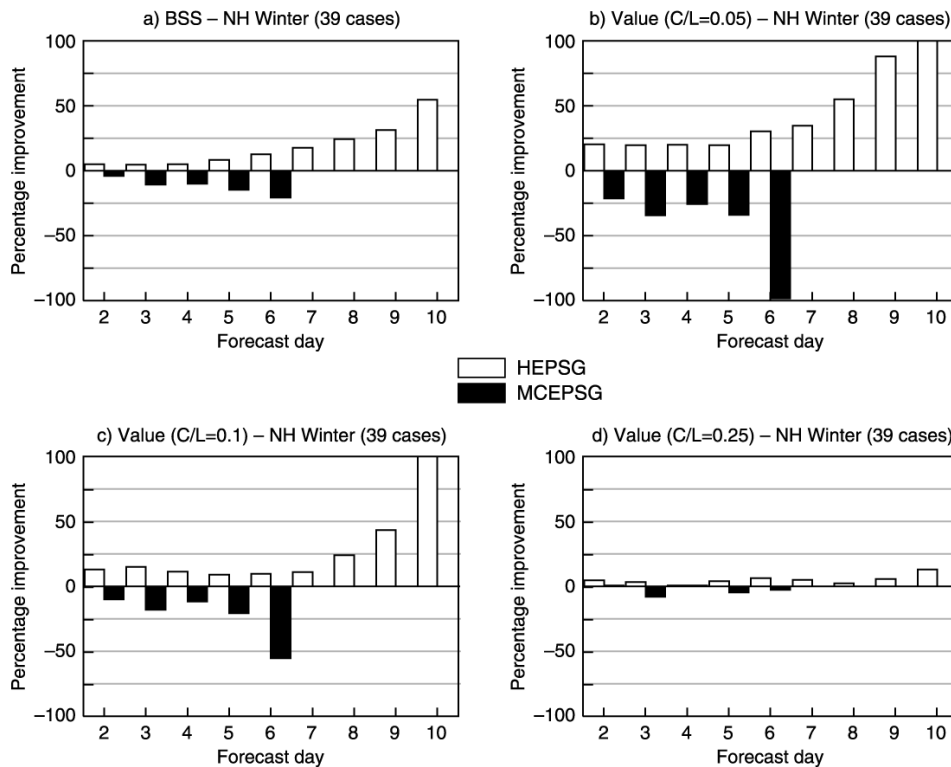 a) BSS – NH Winter (39 cases)
Percentage improvement
100
50
0
−50
−100
2 3 4 5 6 7 8 9 10
Forecast day
b) Value (C/L=0.05) – NH Winter (39 cases)
Percentage improvement
100
50
0
−50
−100
2 3 4 5 6 7 8 9 10
Forecast day
HEPSG
MCEPSG
c) Value (C/L=0.1) – NH Winter (39 cases)
Percentage improvement
100
50
0
−50
−100
2 3 4 5 6 7 8 9 10
Forecast day
d) Value (C/L=0.25) – NH Winter (39 cases)
Percentage improvement
100
50
0
−50
−100
2 3 4 5 6 7 8 9 10
Forecast day